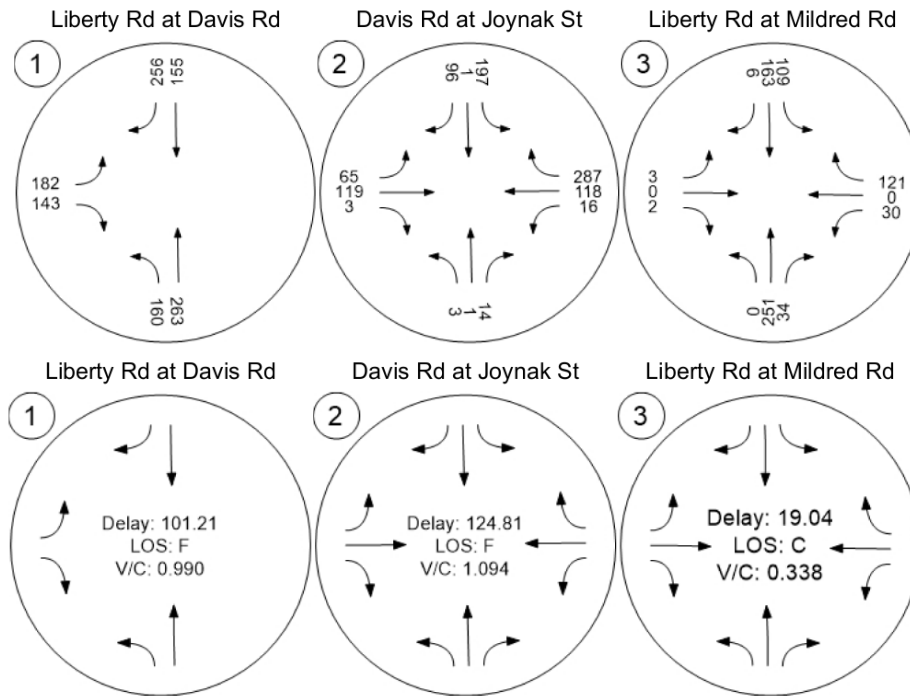 Liberty Rd at Davis Rd
Davis Rd at Joynak St
Liberty Rd at Mildred Rd
1
256
155
182
143
160
263
2
96
1
197
65
119
3
287
118
16
3
1
14
3
6
163
109
3
0
2
121
0
30
0
251
34
Liberty Rd at Davis Rd
Davis Rd at Joynak St
Liberty Rd at Mildred Rd
1
Delay: 101.21
LOS: F
V/C: 0.990
2
Delay: 124.81
LOS: F
V/C: 1.094
3
Delay: 19.04
LOS: C
V/C: 0.338